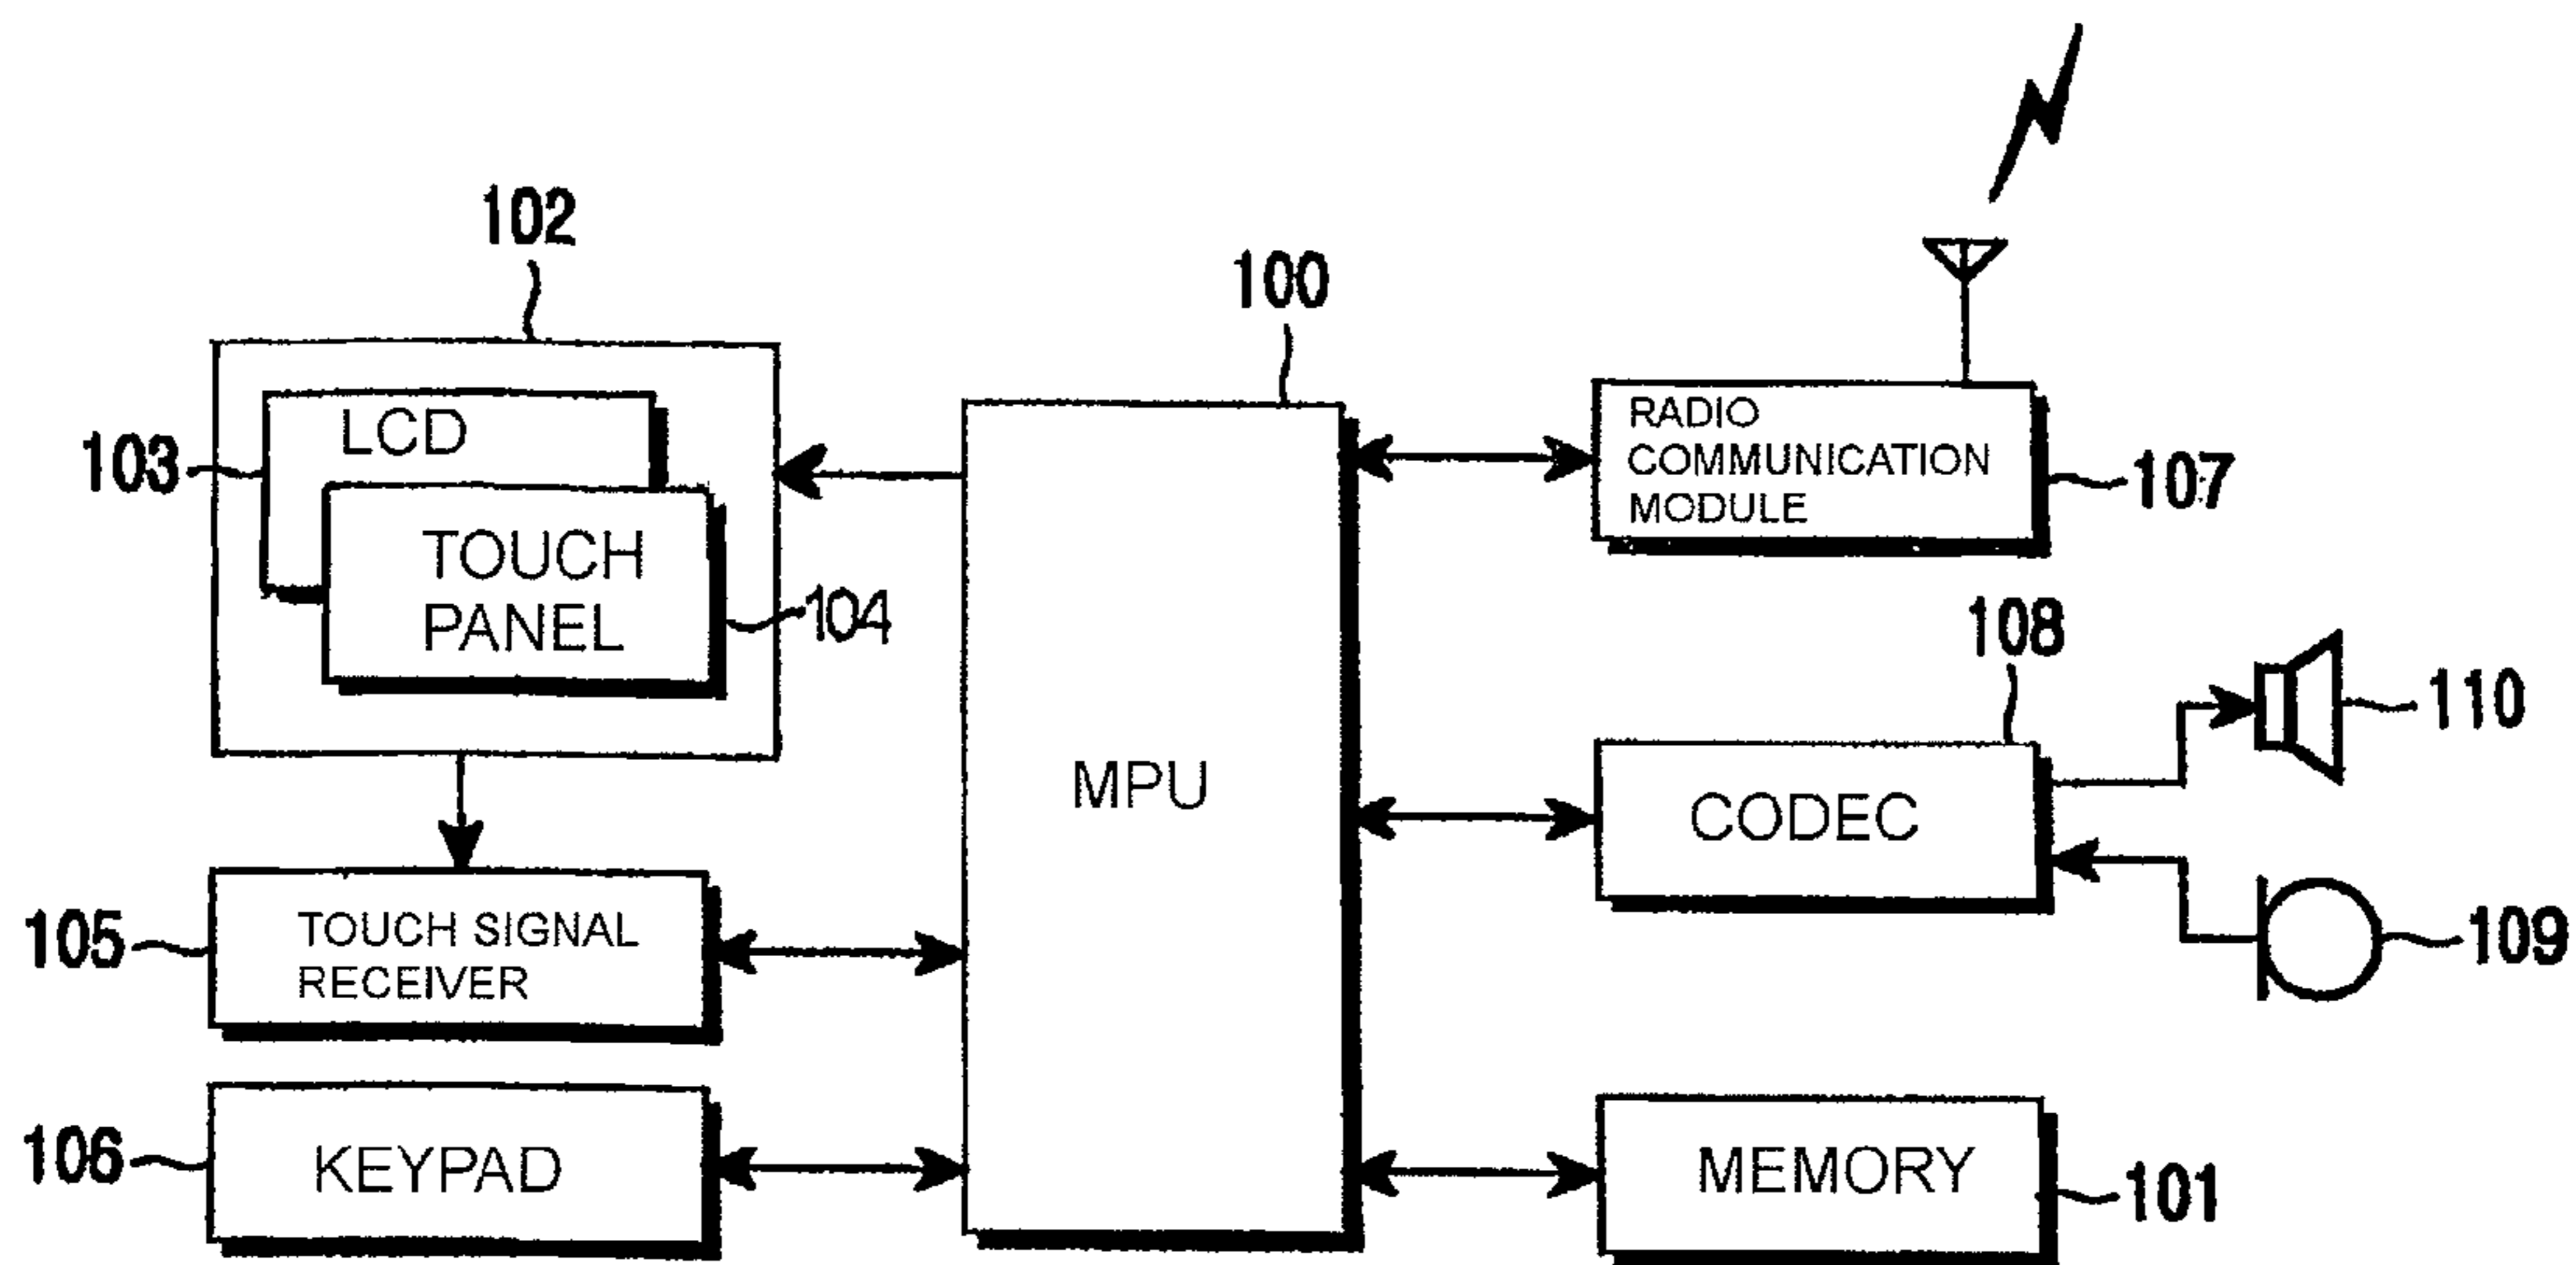 102
100
LCD
103
TOUCH
PANEL
104
RADIO
COMMUNICATION
MODULE
107
MPU
108
110
CODEC
105
TOUCH SIGNAL
RECEIVER
109
106
KEYPAD
MEMORY
101